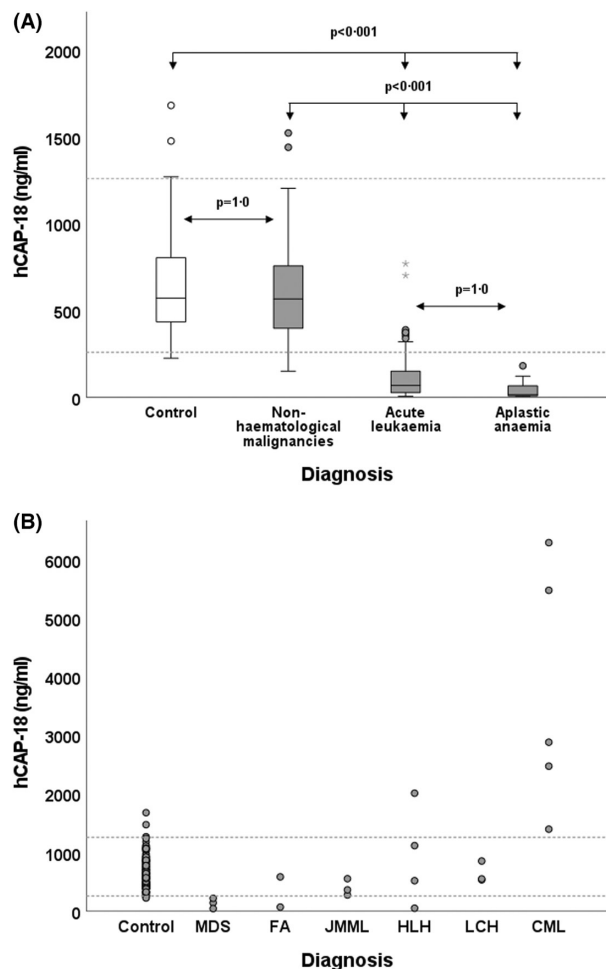 (A)
p<0·001
p<0·001
p=1·0
p=1·0
hCAP-18 (ng/ml)
2000
1500
1000
500
0
Control Non- Acute Aplastic
haematological leukaemia anaemia
malignancies
Diagnosis
(B)
hCAP-18 (ng/ml)
6000
5000
4000
3000
2000
1000
0
Control MDS FA JMML HLH LCH CML
Diagnosis